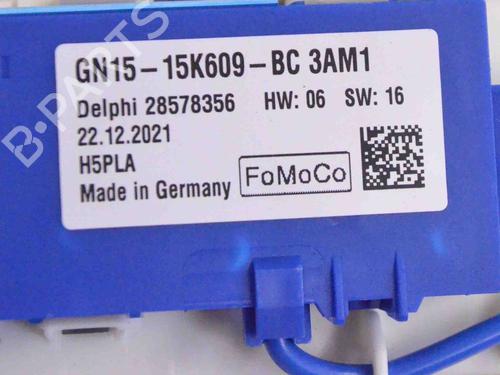 GN15-15K609-BC 3AM1
Delphi 28578356 HW: 06 SW: 16
22.12.2021
H5PLA
Made in Germany FoMoCo
B-PARTS